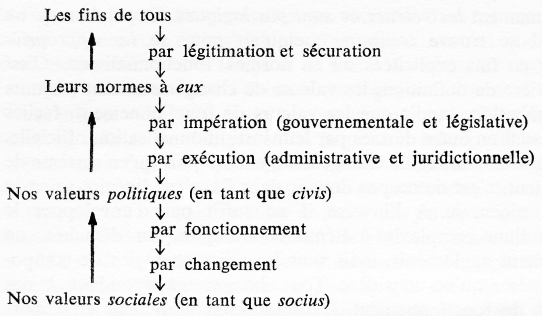 Les fins de tous
par légitimation et sécuration
Leurs normes à eux
par impération (gouvernementale et législative)
par exécution (administrative et juridictionnelle)
Nos valeurs politiques (en tant que civis)
par fonctionnement
par changement
Nos valeurs sociales (en tant que socius)